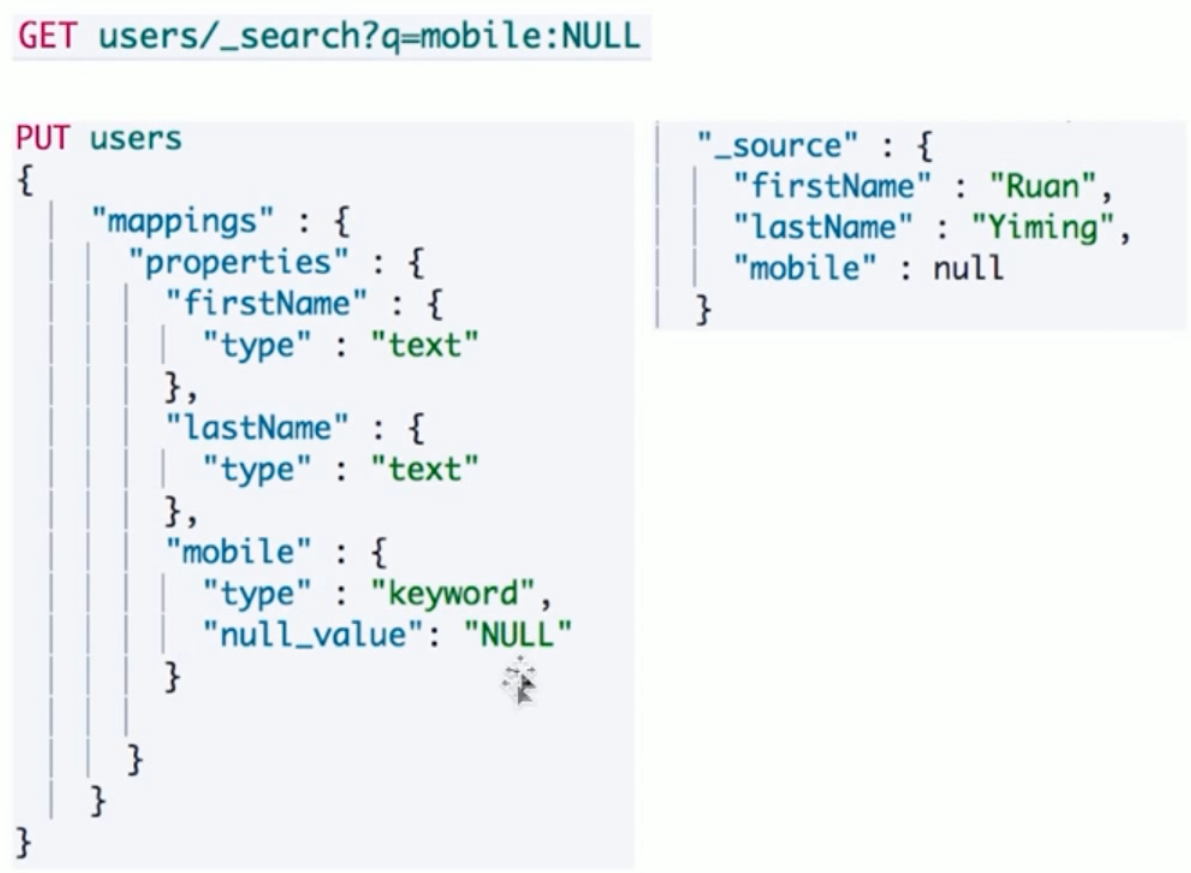 GET users/_search?q=mobile:NULL
PUT users
{
"mappings" : {
"properties" : {
"firstName" : {
"type" : "text"
},
"lastName" : {
"type" : "text"
},
"mobile" : {
"type" : "keyword",
"null_value": "NULL"
}
}
}
}
"_source" : {
"firstName" : "Ruan",
"lastName" : "Yiming",
"mobile" : null
}